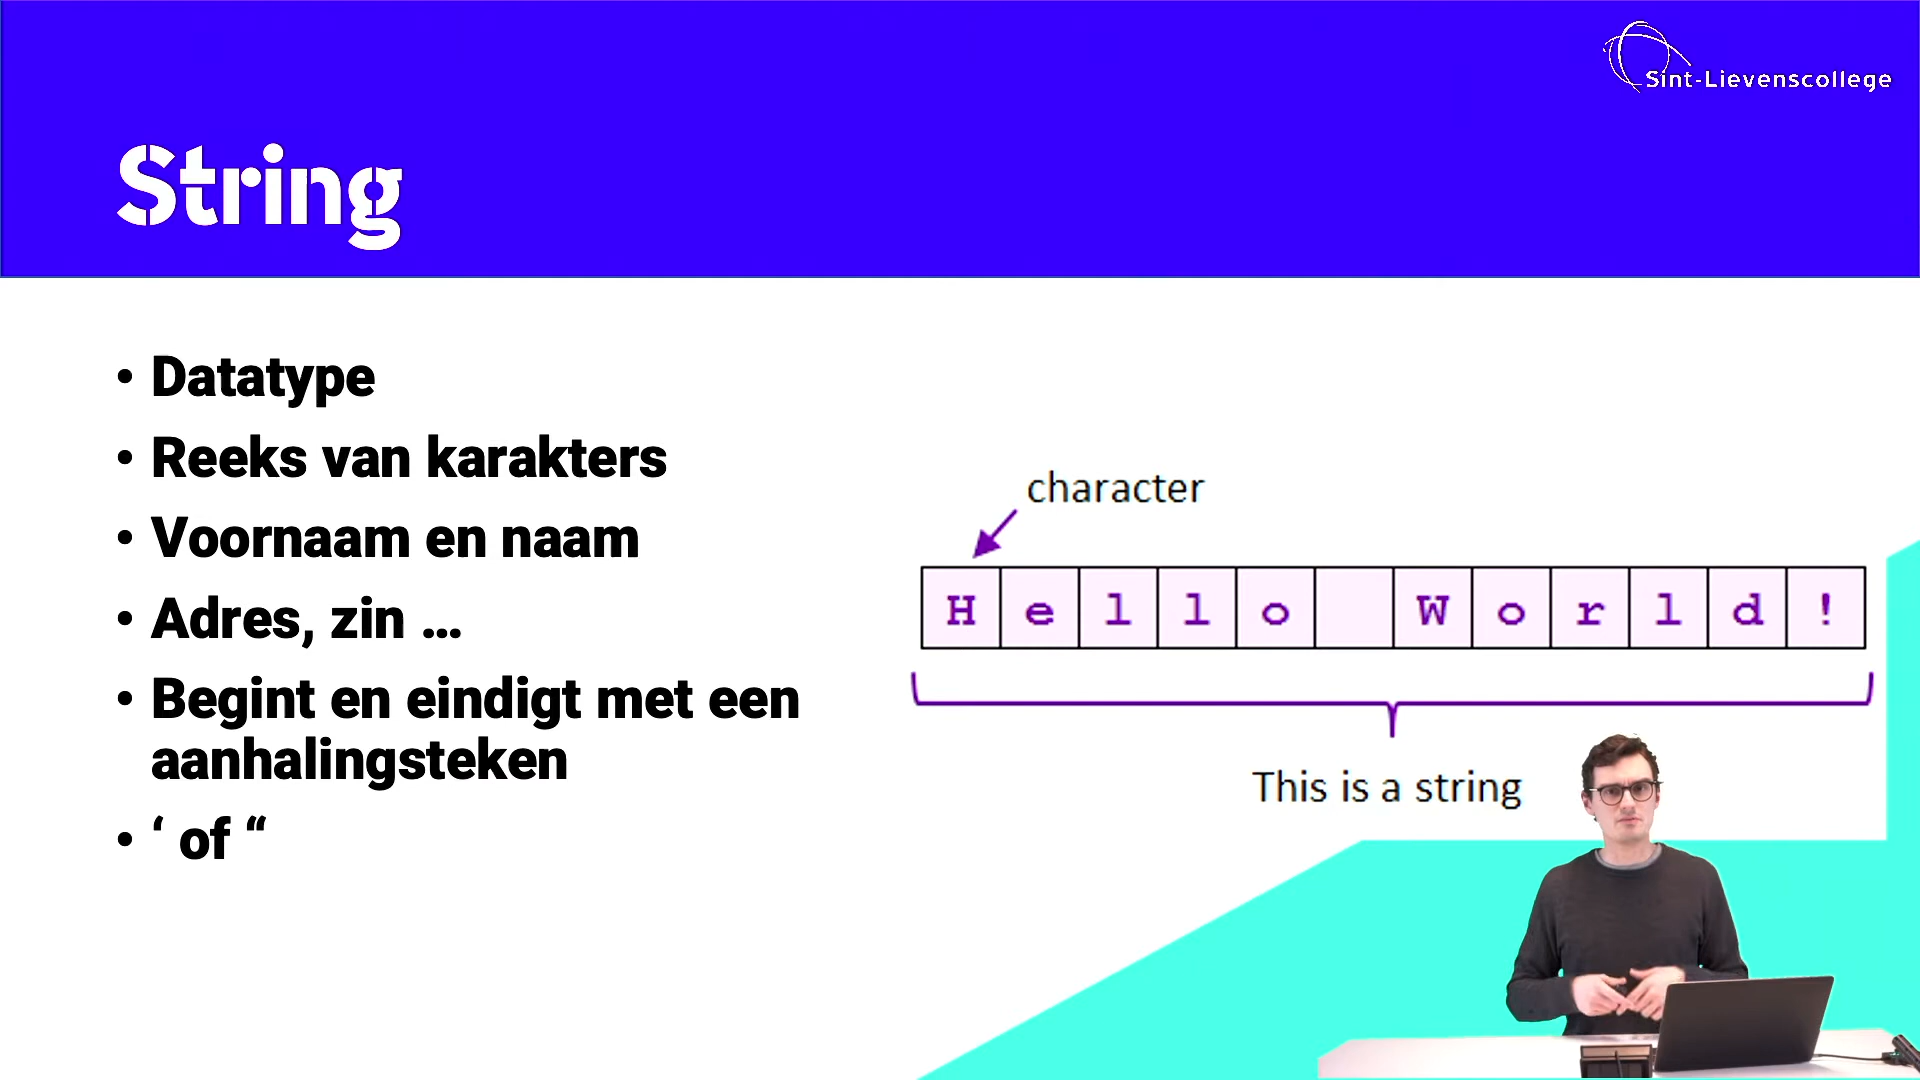 Sint-Lievenscollege
String
• Datatype
• Reeks van karakters
• Voornaam en naam
• Adres, zin ...
• Begint en eindigt met een
aanhalingsteken
• ‘ of “
character
H e l l o   W o r l d !
This is a string